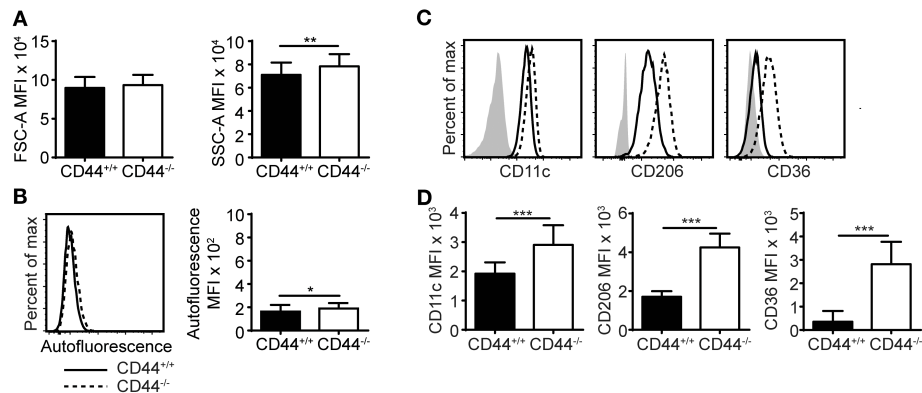 A
FSC-A MFI x 10⁴
15
10
5
0
CD44+/+ CD44-/-
SSC-A MFI x 10⁴
10
8
6
4
2
0
**
CD44+/+ CD44-/-
B
Percent of max
Autofluorescence
CD44+/+
CD44-/-
Autofluorescence
MFI x 10²
10
8
6
4
2
0
*
CD44+/+ CD44-/-
C
Percent of max
CD11c
CD206
CD36
D
CD11c MFI x 10³
4
3
2
1
0
***
CD44+/+ CD44-/-
CD206 MFI x 10³
6
4
2
0
***
CD44+/+ CD44-/-
CD36 MFI x 10³
5
4
3
2
1
0
***
CD44+/+ CD44-/-